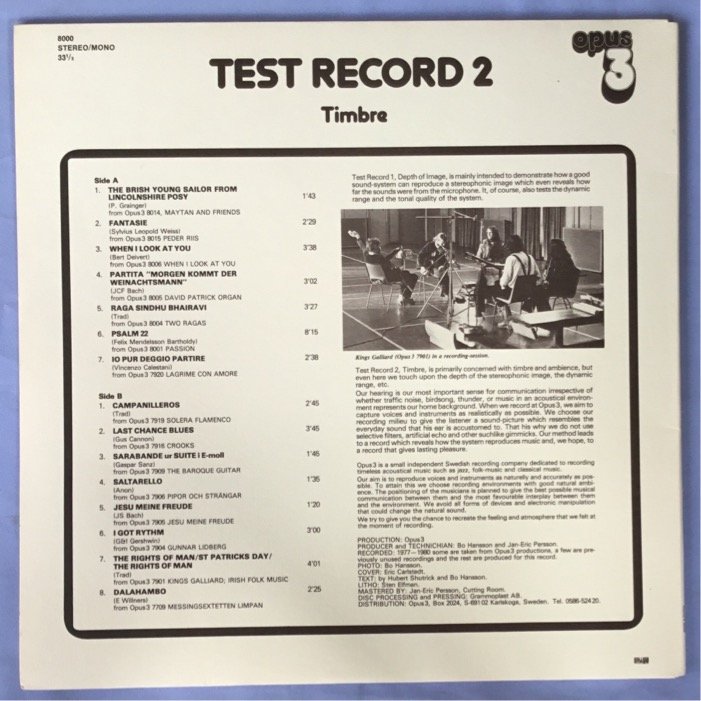 8000
STEREO/MONO
33 1/3
opus 3
TEST RECORD 2
Timbre
Side A
1. THE BRISH YOUNG SAILOR FROM
LINCOLNSHIRE POSY 1'43
(P. Grainger)
from Opus3 8014, MAYTAN AND FRIENDS
2. FANTASIE 2'29
(Sylvius Leopold Weiss)
from Opus3 8015 PEDER RIIS
3. WHEN I LOOK AT YOU 3'38
(Bert Deivert)
from Opus3 8006 WHEN I LOOK AT YOU
4. PARTITA "MORGEN KOMMT DER
WEINACHTSMANN" 3'02
(JCF Bach)
from Opus3 8005 DAVID PATRICK ORGAN
5. RAGA SINDHU BHAIRAVI 3'27
(Trad)
from Opus3 8004 TWO RAGAS
6. PSALM 22 8'15
(Felix Mendelsson Bartholdy)
from Opus3 8001 PASSION
7. IO PUR DEGGIO PARTIRE 2'38
(Vincenzo Calestani)
from Opus3 7920 LAGRIME CON AMORE
Side B
1. CAMPANILLEROS 2'45
(Trad)
from Opus3 7919 SOLERA FLAMENCO
2. LAST CHANCE BLUES 3'45
(Gus Cannon)
from Opus3 7918 CROOKS
3. SARABANDE ur SUITE I E-moll 1'45
(Gaspar Sanz)
from Opus3 7909 THE BAROQUE GUITAR
4. SALTARELLO 1'35
(Anon)
from Opus3 7906 PIPOR OCH STRÄNGAR
5. JESU MEINE FREUDE 1'20
(JS Bach)
from Opus3 7905 JESU MEINE FREUDE
6. I GOT RYTHM 3'00
(G&I Gershwin)
from Opus3 7904 GUNNAR LIDBERG
7. THE RIGHTS OF MAN/ST PATRICKS DAY/
THE RIGHTS OF MAN 4'01
(Trad)
from Opus3 7901 KINGS GALLIARD; IRISH FOLK MUSIC
8. DALAHAMBO 2'25
(E Willners)
from Opus3 7709 MESSINGSEXTETTEN LIMPAN
Test Record 1, Depth of Image, is mainly intended to demonstrate how a good
sound-system can reproduce a stereophonic image which even reveals how
far the sounds were from the microphone. It, of course, also tests the dynamic
range and the tonal quality of the system.
Kings Galliard (Opus 3 7901) in a recording-session.
Test Record 2, Timbre, is primarily concerned with timbre and ambience, but
even here we touch upon the depth of the stereophonic image, the dynamic
range, etc.
Our hearing is our most important sense for communication irrespective of
whether traffic noise, birdsong, thunder, or music in an acoustical environ-
ment represents our home background. When we record at Opus3, we aim to
capture voices and instruments as realistically as possible. We choose our
recording milieu to give the listener a sound-picture which resembles the
everyday sound that his ear is accustomed to. That his why we do not use
selective filters, artificial echo and other suchlike gimmicks. Our method leads
to a record which reveals how the system reproduces music and, we hope, to
a record that gives lasting pleasure.
Opus3 is a small independent Swedish recording company dedicated to recording
timeless acoustical music such as jazz, folk-music and classical music.
Our aim is to reproduce voices and instruments as naturally and accurately as pos-
sible. To attain this we choose recording environments with good natural ambi-
ence. The positioning of the musicians is planned to give the best possible musical
communication between them and the most favourable interplay between them
and the environment. We avoid all forms of devices and electronic manipulation
that could change the natural sound.
We try to give you the chance to recreate the feeling and atmosphere that we felt at
the moment of recording.
PRODUCTION: Opus3
PRODUCER and TECHNICHIAN: Bo Hansson and Jan-Eric Persson.
RECORDED: 1977–1980 some are taken from Opus3 productions, a few are pre-
viously unused recordings and the rest are produced for this record.
PHOTO: Bo Hansson.
COVER: Eric Carlstedt.
TEXT: by Hubert Shutrick and Bo Hansson.
LITHO: Sten Elfman.
MASTERED BY: Jan-Eric Persson, Cutting Room.
DISC PROCESSING and PRESSING: Grammoplast AB.
DISTRIBUTION: Opus3, Box 2024, S-691 02 Karlskoga, Sweden. Tel. 0586-524 20.